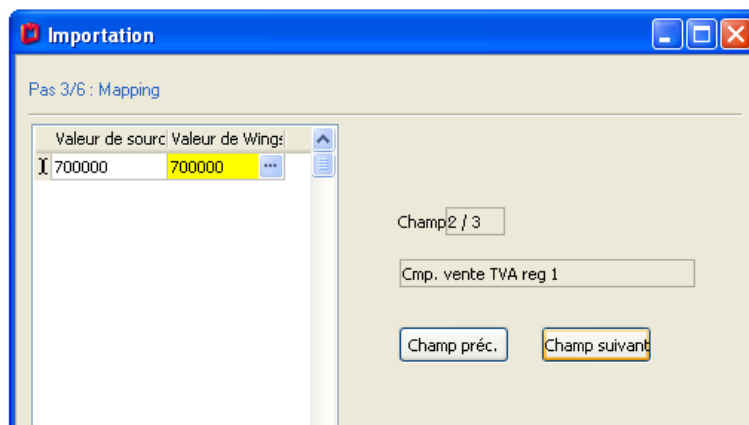 Importation
Pas 3/6 : Mapping
Valeur de sourc Valeur de Wings
700000 700000 ...
Champ 2 / 3
Cmp. vente TVA reg 1
Champ préc. Champ suivant